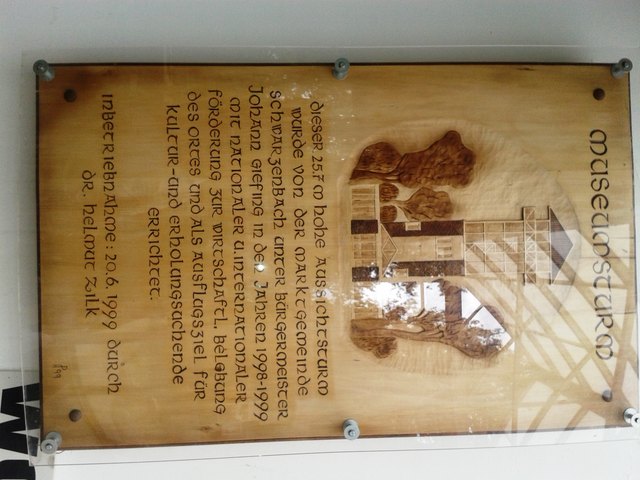 museumsturm
dieser 25,7 m hohe Aussichtsturm
wurde von der marktgemeinde
schwarzenbach unter bürgermeister
Johann Giefing in den Jahren 1998-1999
mit nationaler u.internationaler
förderung zur wirtschaftl. belebung
des ortes und als Ausflugsziel für
kultur-und erholungsuchende
errichtet.
inbetriebnahme: 20.6.1999 durch
dr. helmut zilk